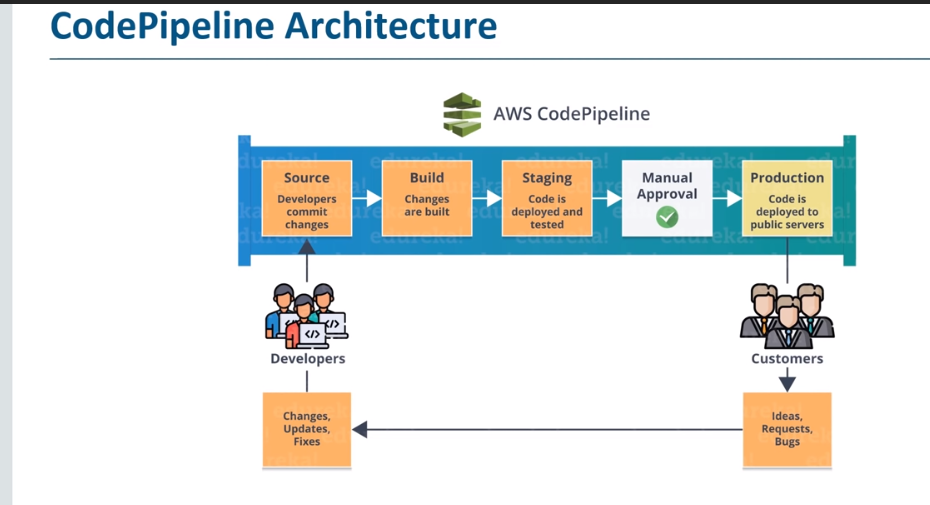 CodePipeline Architecture
AWS CodePipeline
Source
Developers
commit
changes
Build
Changes
are built
Staging
Code is
deployed and
tested
Manual
Approval
Production
Code is
deployed to
public servers
</>
</>
</>
Developers
Customers
Changes,
Updates,
Fixes
Ideas,
Requests,
Bugs
edureka!